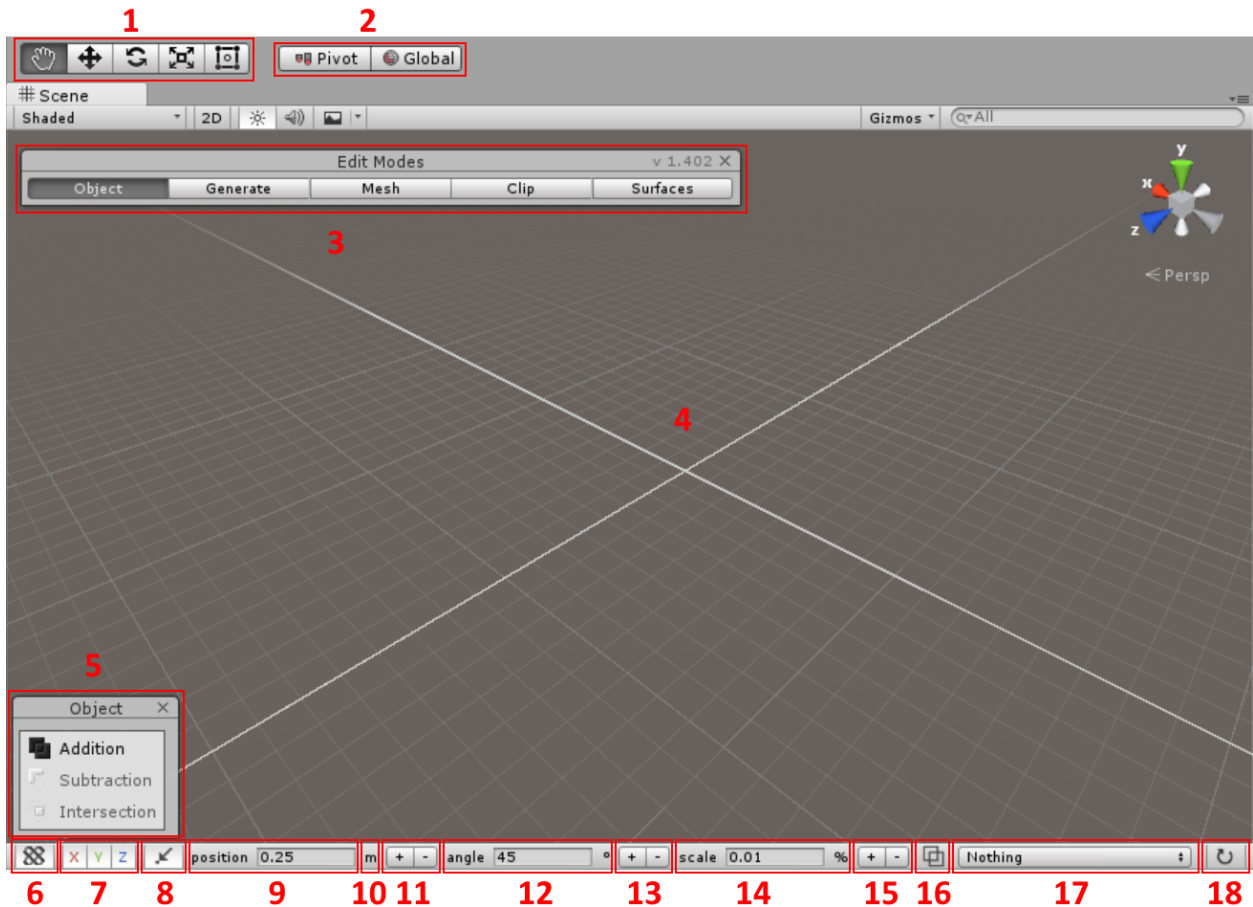 1 2
Pivot Global
Scene
Shaded 2D Gizmos All
Edit Modes v 1.402
Object Generate Mesh Clip Surfaces
3
y
x
z
Persp
4
5
Object
Addition
Subtraction
Intersection
X Y Z position 0.25 m + - angle 45 ° + - scale 0.01 % + - Nothing
6 7 8 9 10 11 12 13 14 15 16 17 18